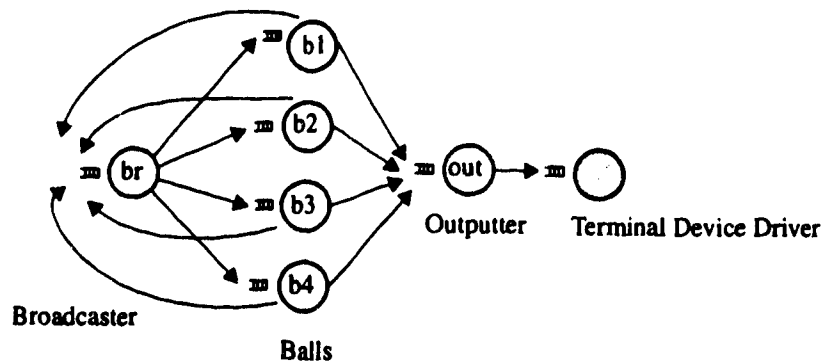 b1
b2
br
out
b3
Outputter
Terminal Device Driver
b4
Broadcaster
Balls